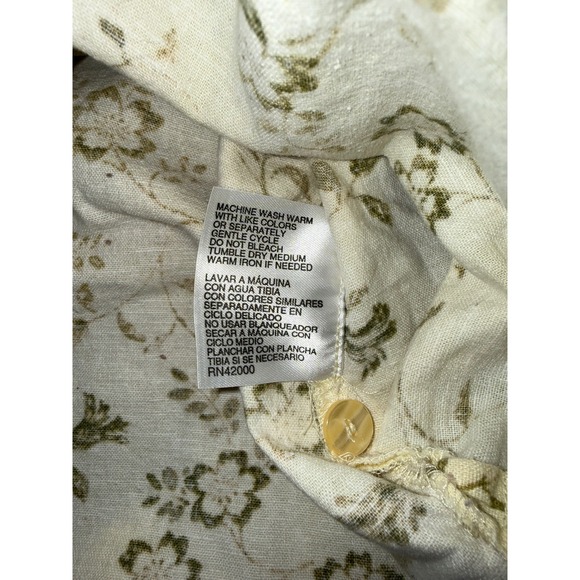 MACHINE WASH WARM
WITH LIKE COLORS
OR SEPARATELY
GENTLE CYCLE
DO NOT BLEACH
TUMBLE DRY MEDIUM
WARM IRON IF NEEDED
LAVAR A MÁQUINA
CON AGUA TIBIA
CON COLORES SIMILARES
SEPARADAMENTE EN
CICLO DELICADO
NO USAR BLANQUEADOR
SECAR A MÁQUINA CON
CICLO MEDIO
PLANCHAR CON PLANCHA
TIBIA SI SE NECESARIO
RN42000